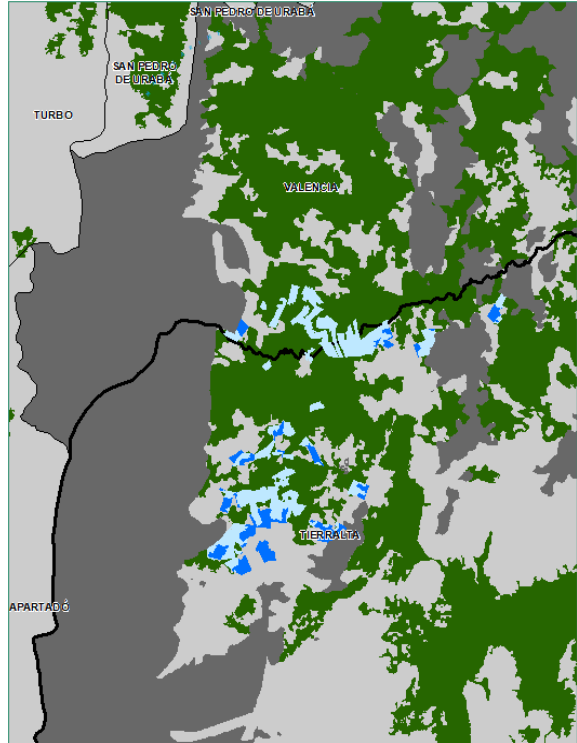 SAN PEDRO DE URABA
SAN PEDRO
DE URABA
TURBO
VALENCIA
TIERRALTA
APARTADÓ